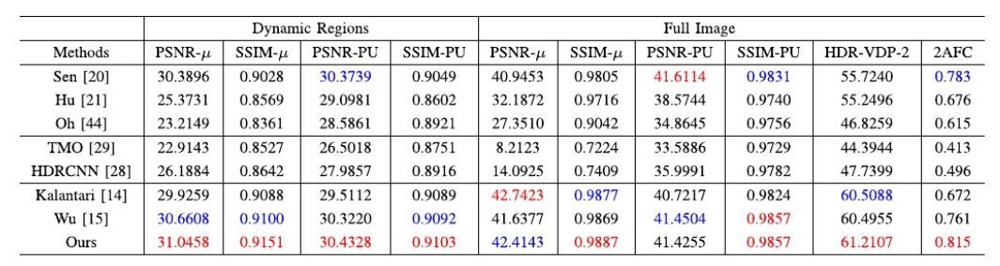 Dynamic Regions Full Image
Methods PSNR-μ SSIM-μ PSNR-PU SSIM-PU PSNR-μ SSIM-μ PSNR-PU SSIM-PU HDR-VDP-2 2AFC
Sen [20] 30.3896 0.9028 30.3739 0.9049 40.9453 0.9805 41.6114 0.9831 55.7240 0.783
Hu [21] 25.3731 0.8569 29.0981 0.8602 32.1872 0.9716 38.5744 0.9740 55.2496 0.676
Oh [44] 23.2149 0.8361 28.5861 0.8921 27.3510 0.9042 34.8645 0.9756 46.8259 0.615
TMO [29] 22.9143 0.8527 26.5018 0.8751 8.2123 0.7224 33.5886 0.9729 44.3944 0.413
HDRCNN [28] 26.1884 0.8642 27.9857 0.8916 14.0925 0.7409 35.9991 0.9782 47.7399 0.496
Kalantari [14] 29.9259 0.9088 29.5112 0.9089 42.7423 0.9877 40.7217 0.9824 60.5088 0.672
Wu [15] 30.6608 0.9100 30.3220 0.9092 41.6377 0.9869 41.4504 0.9857 60.4955 0.761
Ours 31.0458 0.9151 30.4328 0.9103 42.4143 0.9887 41.4255 0.9857 61.2107 0.815